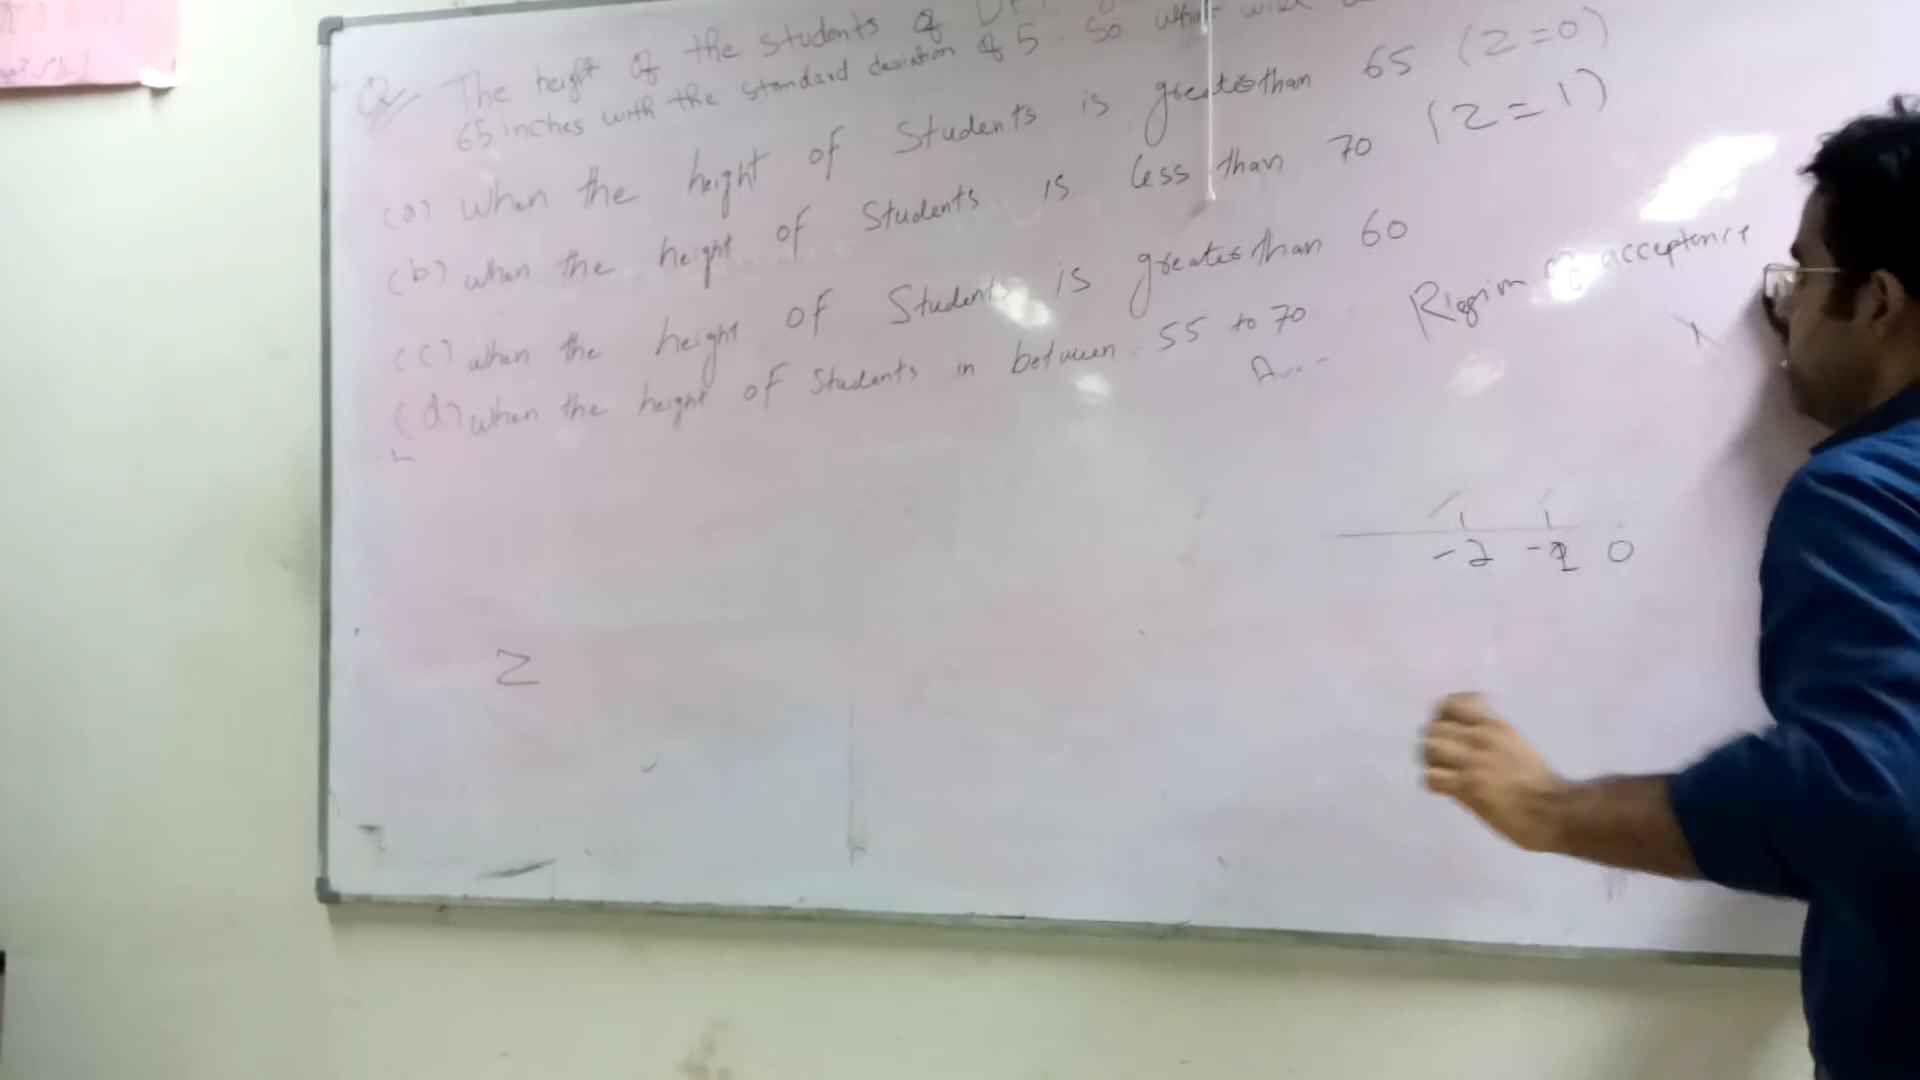 Q The height of the students of
65 inches with the standard deviation of 5. So what will
(a) when the height of Students is greater than 65 (Z=0)
(b) when the height of Students is less than 70 (Z=1)
(c) when the height of Students is greater than 60
(d) when the height of Students in between 55 to 70
acceptance
-2 -1 0
Z